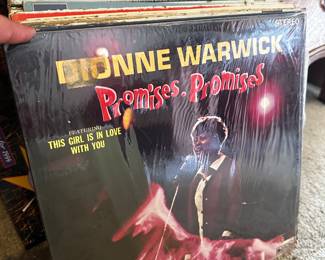 STEREO
DIONNE WARWICK
Promises, Promises
FEATURING
THIS GIRL IS IN LOVE
WITH YOU